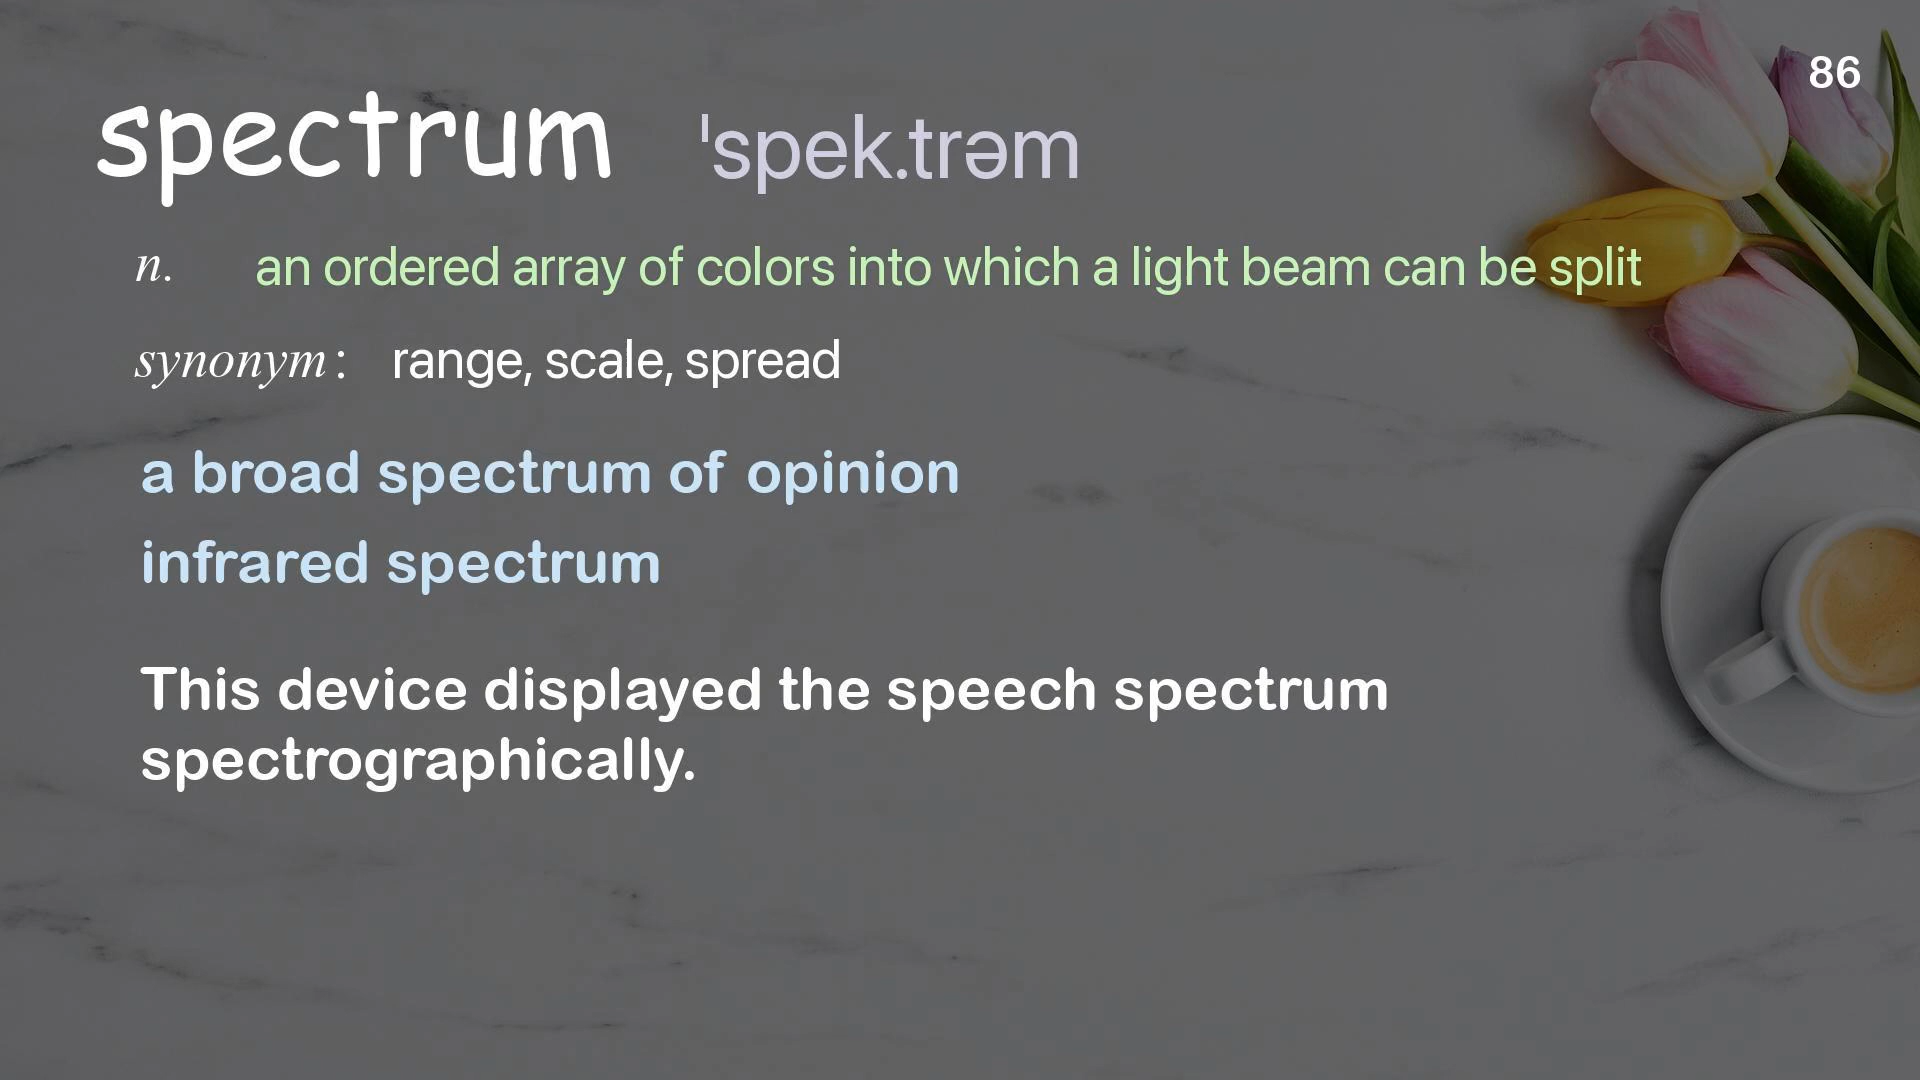 86
spectrum ˈspek.trəm
n. an ordered array of colors into which a light beam can be split
synonym: range, scale, spread
a broad spectrum of opinion
infrared spectrum
This device displayed the speech spectrum
spectrographically.